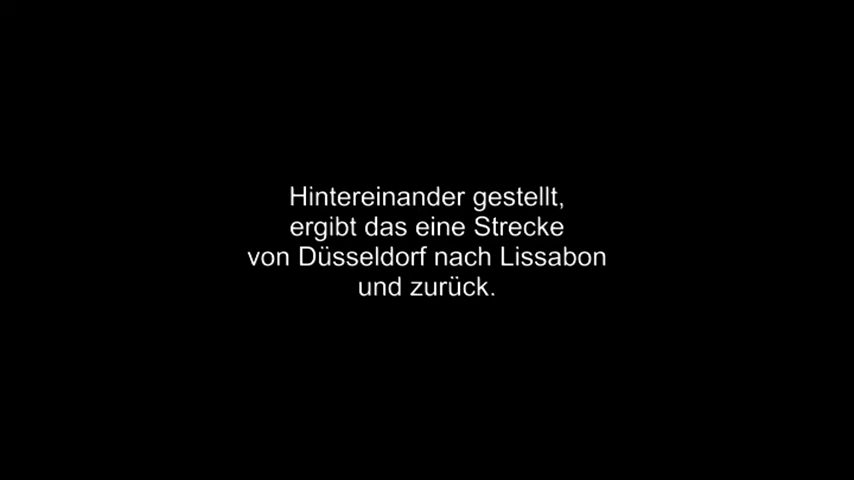 Hintereinander gestellt,
ergibt das eine Strecke
von Düsseldorf nach Lissabon
und zurück.